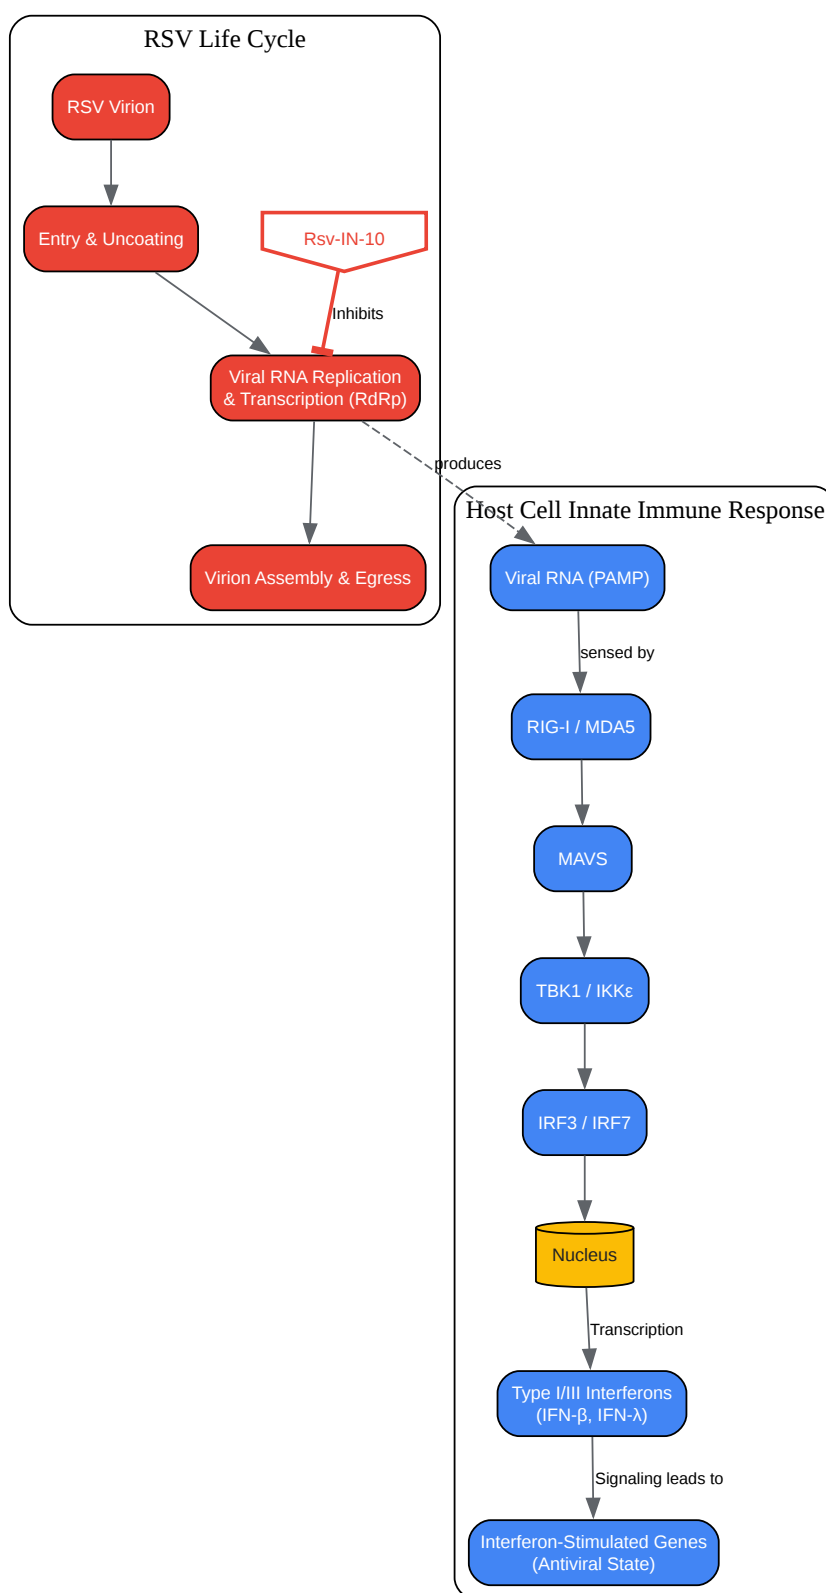 RSV Life Cycle
RSV Virion
Entry & Uncoating
Rsv-IN-10
Inhibits
Viral RNA Replication
& Transcription (RdRp)
produces
Virion Assembly & Egress
Host Cell Innate Immune Response
Viral RNA (PAMP)
sensed by
RIG-I / MDA5
MAVS
TBK1 / IKKε
IRF3 / IRF7
Nucleus
Transcription
Type I/III Interferons
(IFN-β, IFN-λ)
Signaling leads to
Interferon-Stimulated Genes
(Antiviral State)